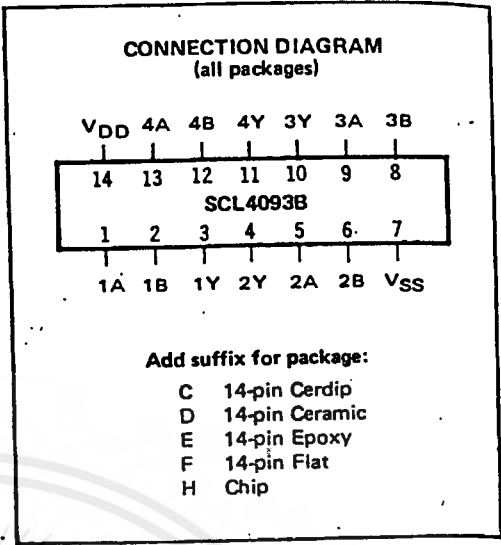 CONNECTION DIAGRAM
(all packages)
VDD 4A 4B 4Y 3Y 3A 3B
14 13 12 11 10 9 8
SCL4093B
1 2 3 4 5 6 7
1A 1B 1Y 2Y 2A 2B VSS
Add suffix for package:
C 14-pin Cerdip
D 14-pin Ceramic
E 14-pin Epoxy
F 14-pin Flat
H Chip